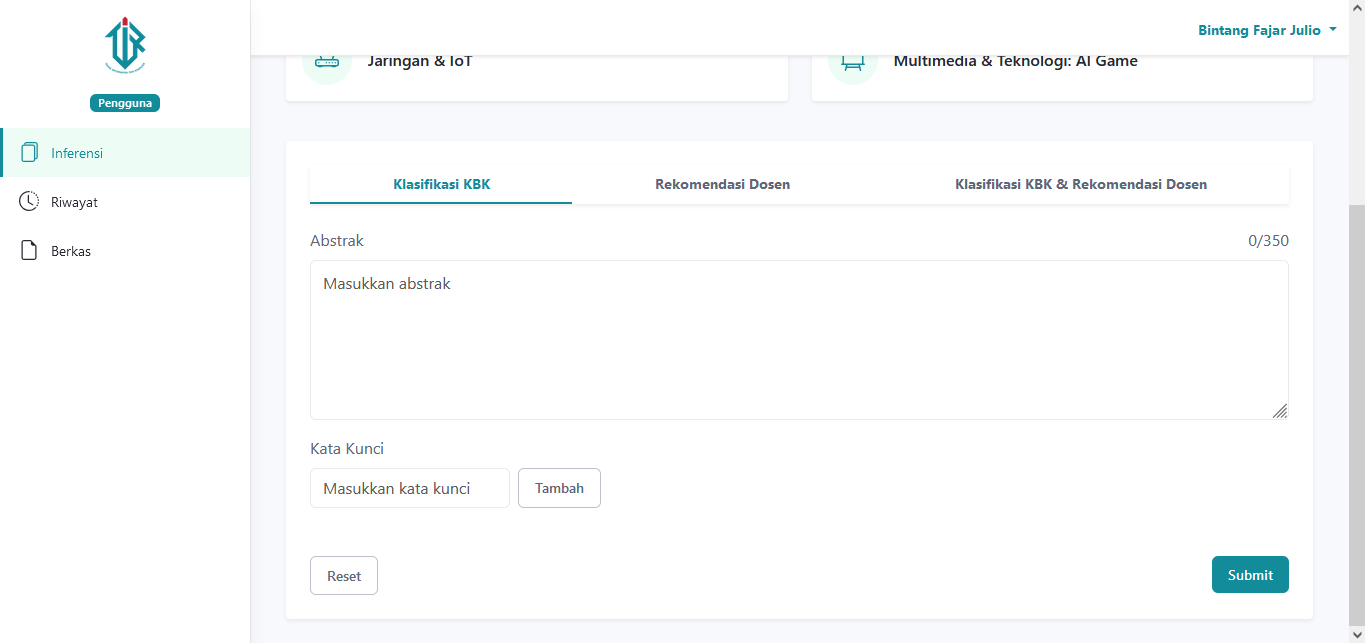 Pengguna
Inferensi
Riwayat
Berkas
Bintang Fajar Julio
Jaringan & IoT
Multimedia & Teknologi: AI Game
Klasifikasi KBK
Rekomendasi Dosen
Klasifikasi KBK & Rekomendasi Dosen
Abstrak
0/350
Masukkan abstrak
Kata Kunci
Masukkan kata kunci
Tambah
Reset
Submit